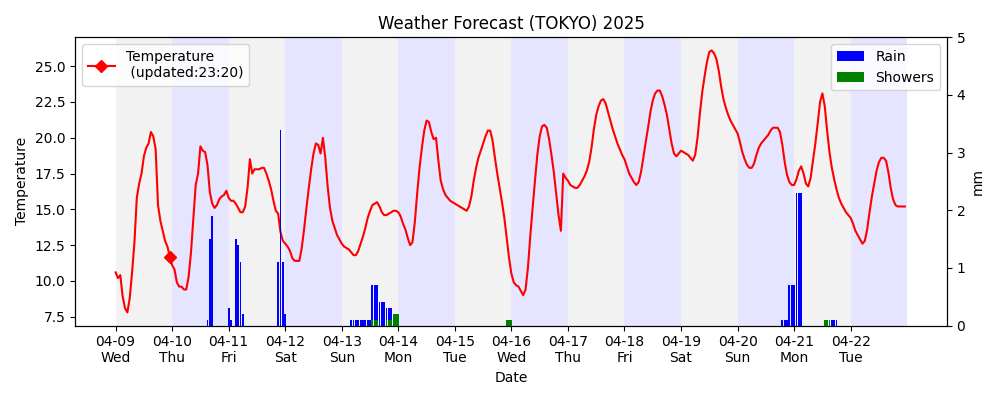 Weather Forecast (TOKYO) 2025
Temperature
(updated:23:20)
Rain
Showers
25.0
22.5
20.0
17.5
15.0
12.5
10.0
7.5
Temperature
5
4
3
2
1
0
mm
04-09 04-10 04-11 04-12 04-13 04-14 04-15 04-16 04-17 04-18 04-19 04-20 04-21 04-22
Wed Thu Fri Sat Sun Mon Tue Wed Thu Fri Sat Sun Mon Tue
Date